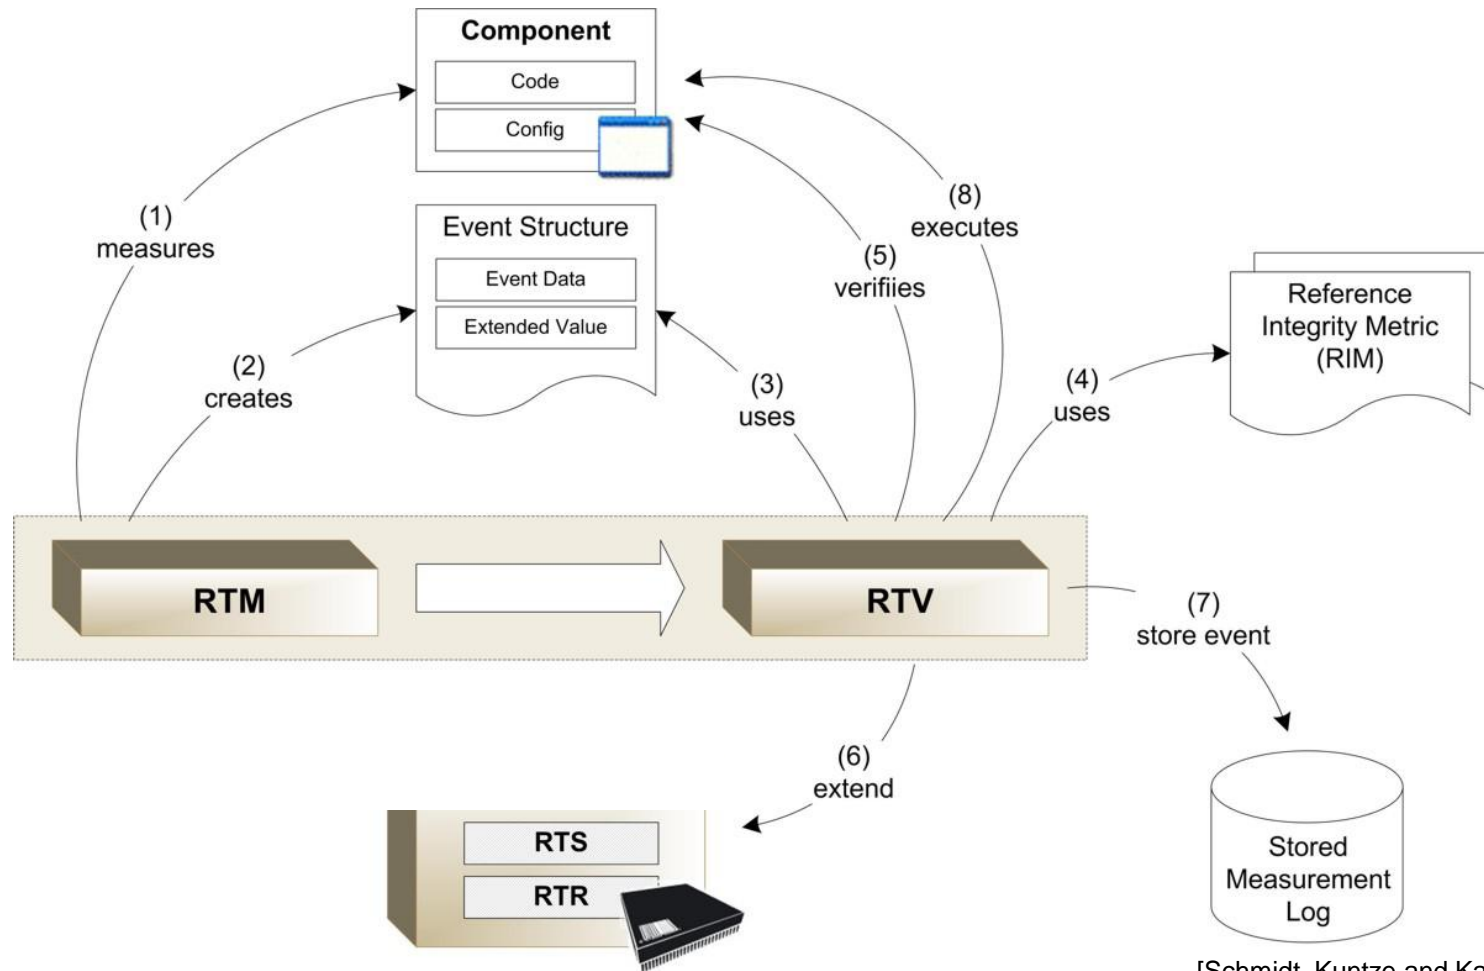 Component
Code
Config
(1)
measures
Event Structure
Event Data
Extended Value
(2)
creates
(3)
uses
(5)
verifiies
(8)
executes
(4)
uses
Reference
Integrity Metric
(RIM)
RTM
RTV
(7)
store event
(6)
extend
RTS
RTR
Stored
Measurement
Log